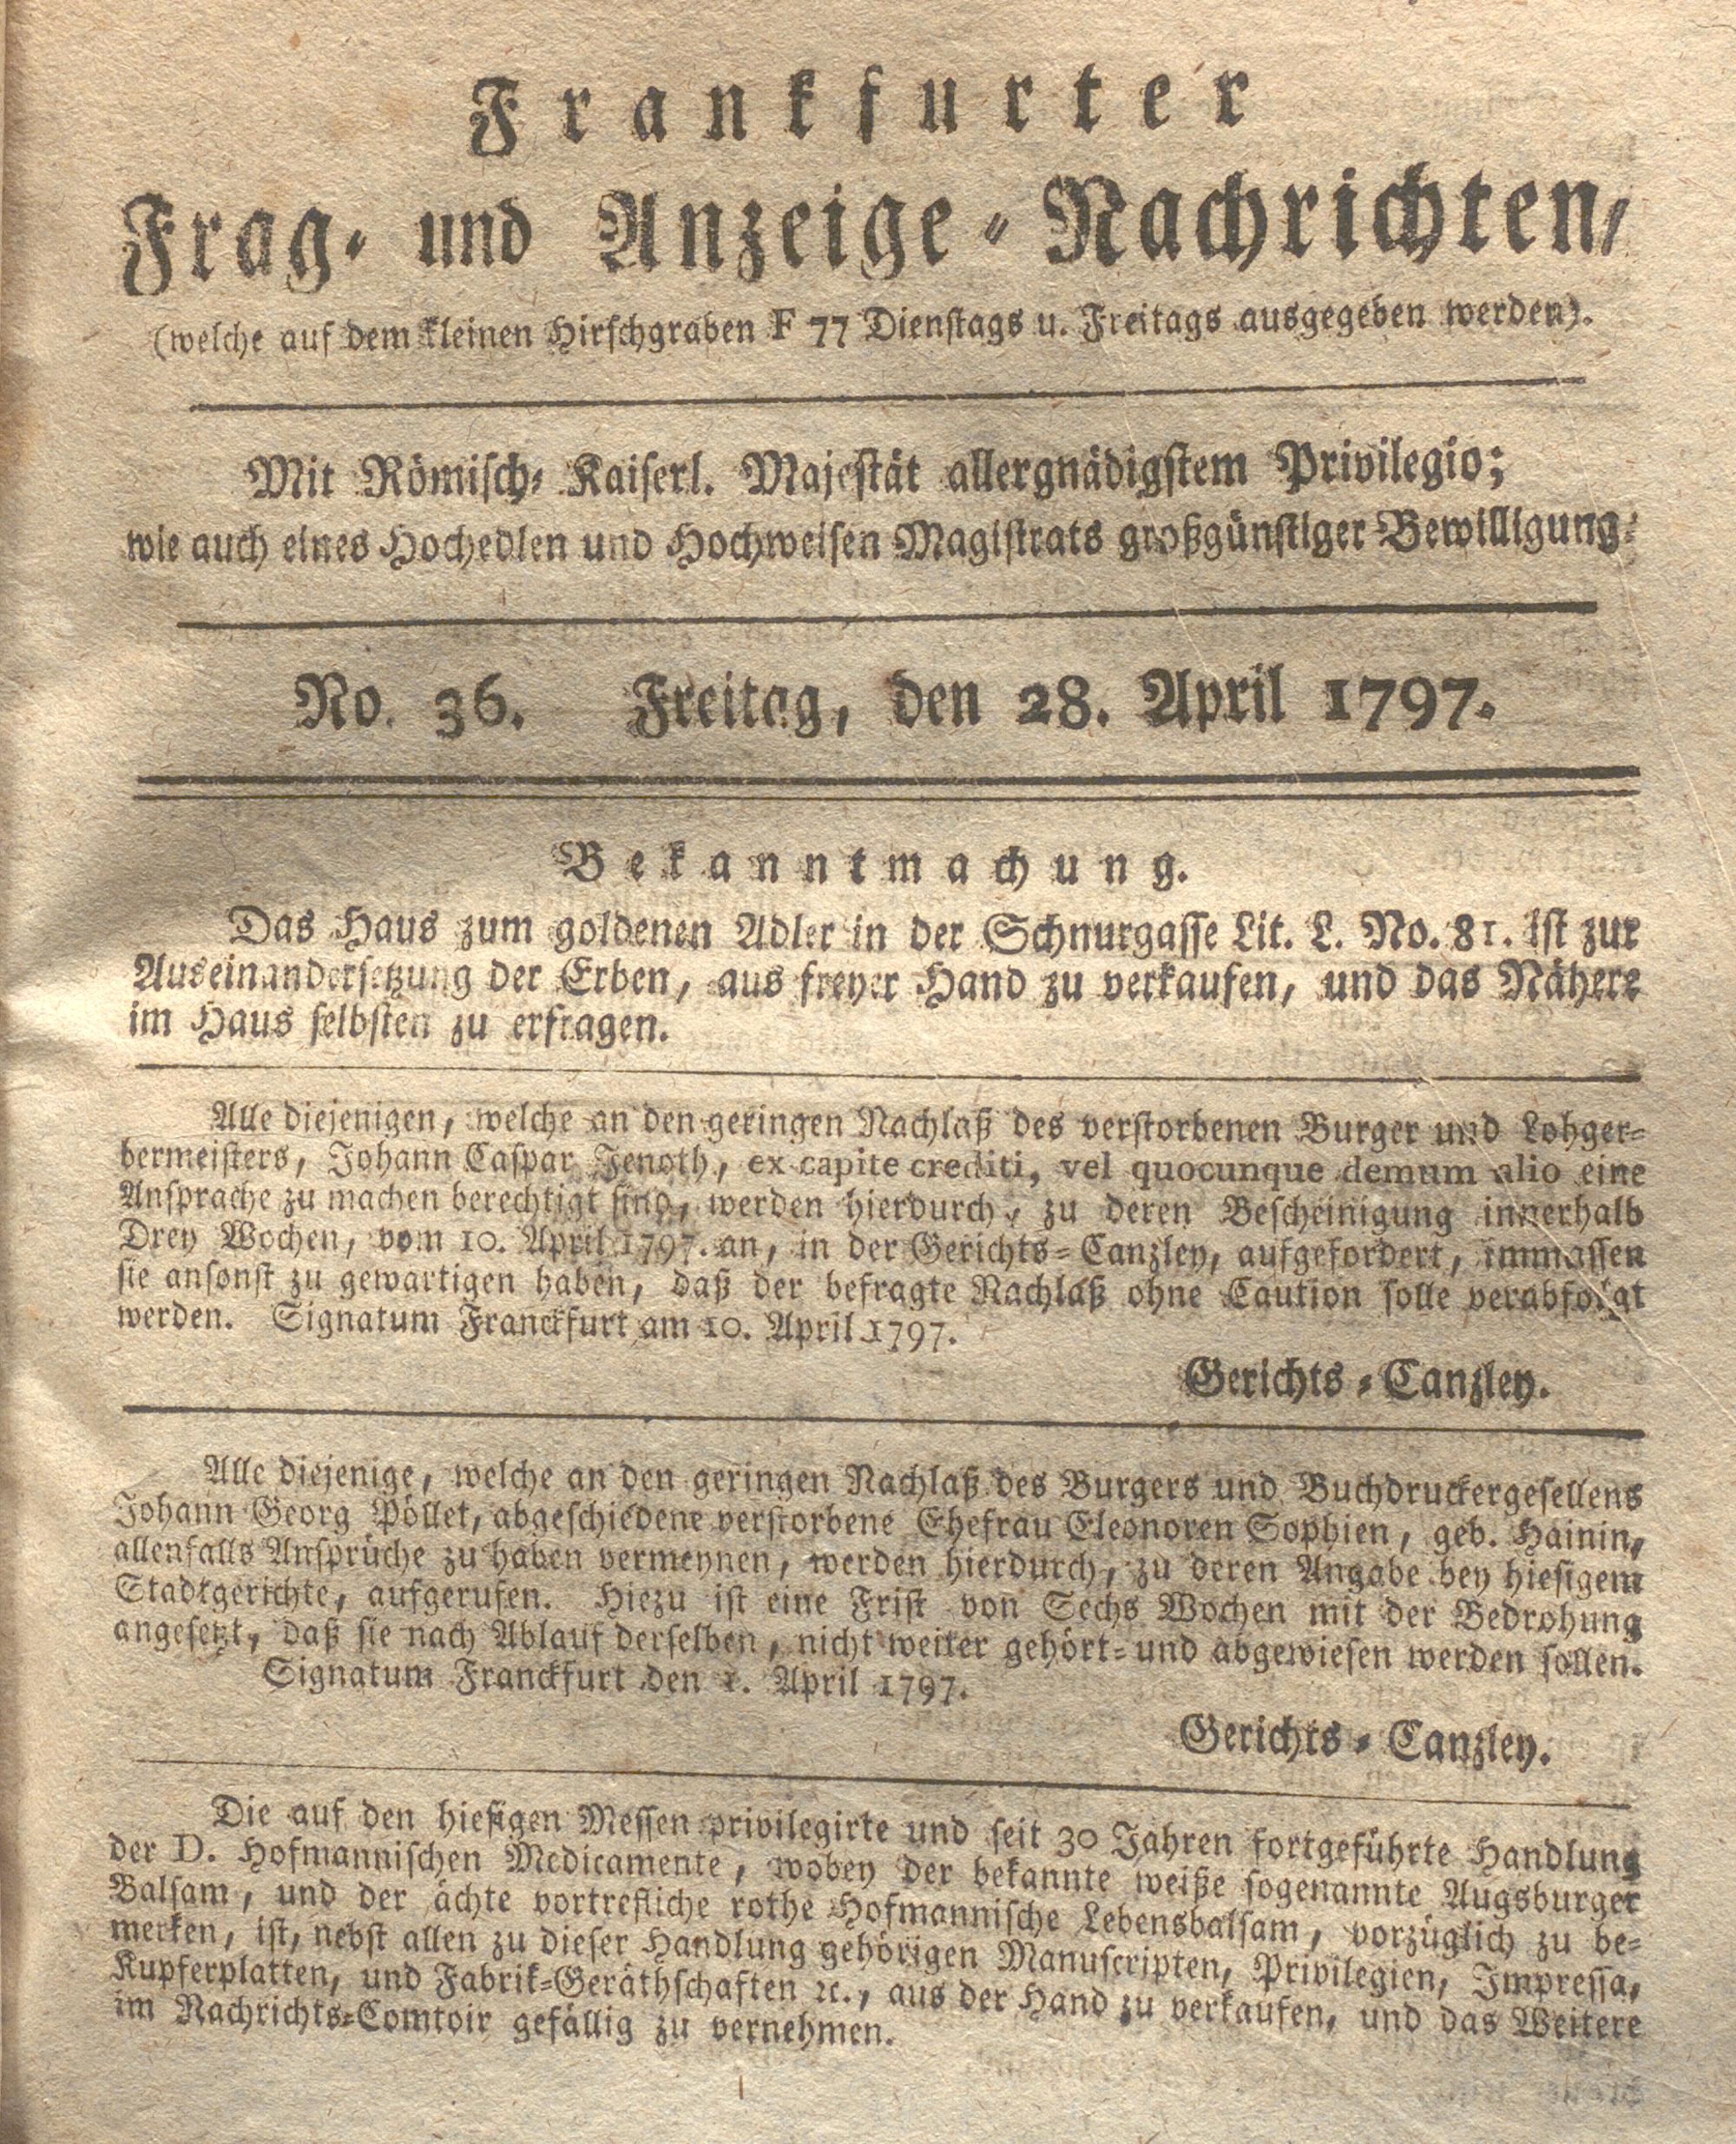 Frankfurter
Frag- und Anzeige-Nachrichten,
(welche auf dem kleinen Hirschgraben F 77 Dienstags u. Freitags ausgegeben werden).
Mit Römisch-Kaiserl. Majestät allergnädigstem Privilegio;
wie auch eines Hochedlen und Hochweisen Magistrats großgünstiger Bewilligung.
No. 36. Freitag, den 28. April 1797.
Bekanntmachung.
Das Haus zum goldenen Adler in der Schnurgasse Lit. L. No. 81. ist zur
Auseinandersetzung der Erben, aus freyer Hand zu verkaufen, und das Nähere
im Haus selbsten zu erfragen.
Alle diejenigen, welche an den geringen Nachlaß des verstorbenen Burger und Lohger-
bermeisters, Johann Caspar Jenoth, ex capite crediti, vel quocunque demum alio eine
Ansprache zu machen berechtigt sind, werden hierdurch, zu deren Bescheinigung innerhalb
Drey Wochen, vom 10. April 1797. an, in der Gerichts-Canzley, aufgefordert, immassen
sie ansonst zu gewartigen haben, daß der befragte Nachlaß ohne Caution solle verabfolgt
werden. Signatum Franckfurt am 10. April 1797.
Gerichts-Canzley.
Alle diejenige, welche an den geringen Nachlaß des Burgers und Buchdruckergesellens
Johann Georg Pöllet, abgeschiedene verstorbene Ehefrau Eleonoren Sophien, geb. Hainin,
allenfalls Ansprüche zu haben vermeynen, werden hierdurch, zu deren Angabe bey hiesigem
Stadtgerichte, aufgerufen. Hiezu ist eine Frist von Sechs Wochen mit der Bedrohung
angesetzt, daß sie nach Ablauf derselben, nicht weiter gehört- und abgewiesen werden sollen.
Signatum Franckfurt den 1. April 1797.
Gerichts-Canzley.
Die auf den hiesigen Messen privilegirte und seit 30 Jahren fortgeführte Handlung
der D. Hofmannischen Medicamente, wobey der bekannte weiße sogenannte Augsburger
Balsam, und der ächte vortrefliche rothe Hofmannische Lebensbalsam, vorzüglich zu be-
merken, ist, nebst allen zu dieser Handlung gehörigen Manuscripten, Privilegien, Impressa,
Kupferplatten, und Fabrik-Geräthschaften ꝛc., aus der Hand zu verkaufen, und das Weitere
im Nachrichts-Comtoir gefällig zu vernehmen.